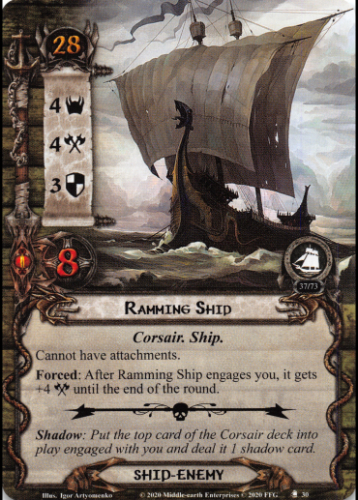 28
4
4
3
8
37/73
RAMMING SHIP
Corsair. Ship.
Cannot have attachments.
Forced: After Ramming Ship engages you, it gets
+4 until the end of the round.
Shadow: Put the top card of the Corsair deck into
play engaged with you and deal it 1 shadow card.
SHIP-ENEMY
Illus. Igor Artyomenko © 2020 Middle-earth Enterprises © 2020 FFG 30